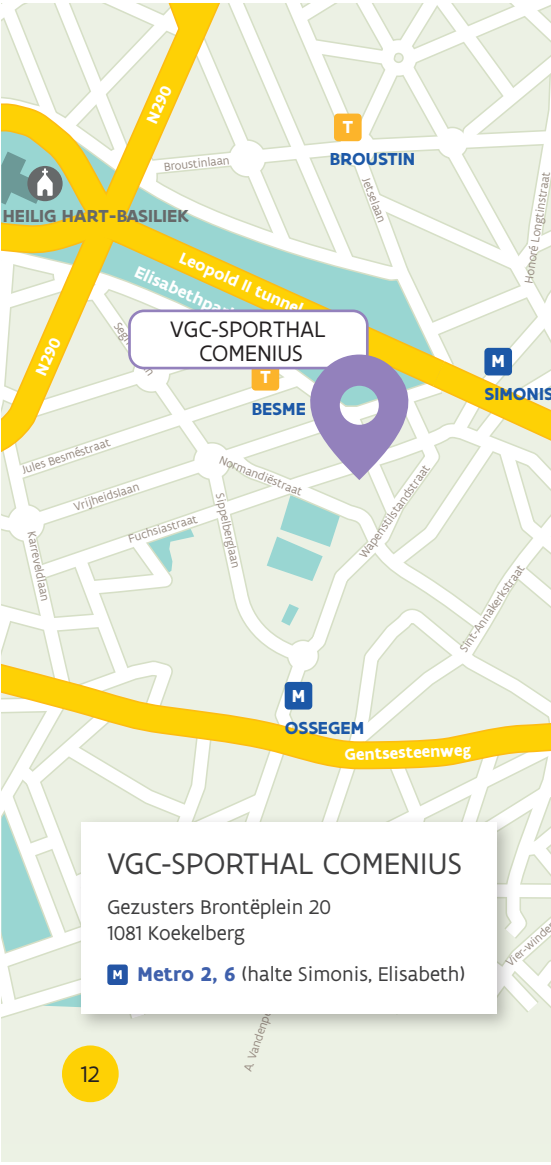 N290
T
BROUSTIN
Broustinlaan
Jetselaan
Honoré Longtinstraat
HEILIG HART-BASILIEK
Leopold II tunnel
VGC-SPORTHAL
COMENIUS
N290
M
SIMONIS
T
BESME
Jules Besméstraat
Normandiëstraat
Vrijheidslaan
Wapenstilstandstraat
Sippelberglaan
Fuchsiastraat
Karreveldlaan
Sint-Annakerkstraat
M
OSSEGEM
Gentsesteenweg
VGC-SPORTHAL COMENIUS
Gezusters Brontëplein 20
1081 Koekelberg
M Metro 2, 6 (halte Simonis, Elisabeth)
12